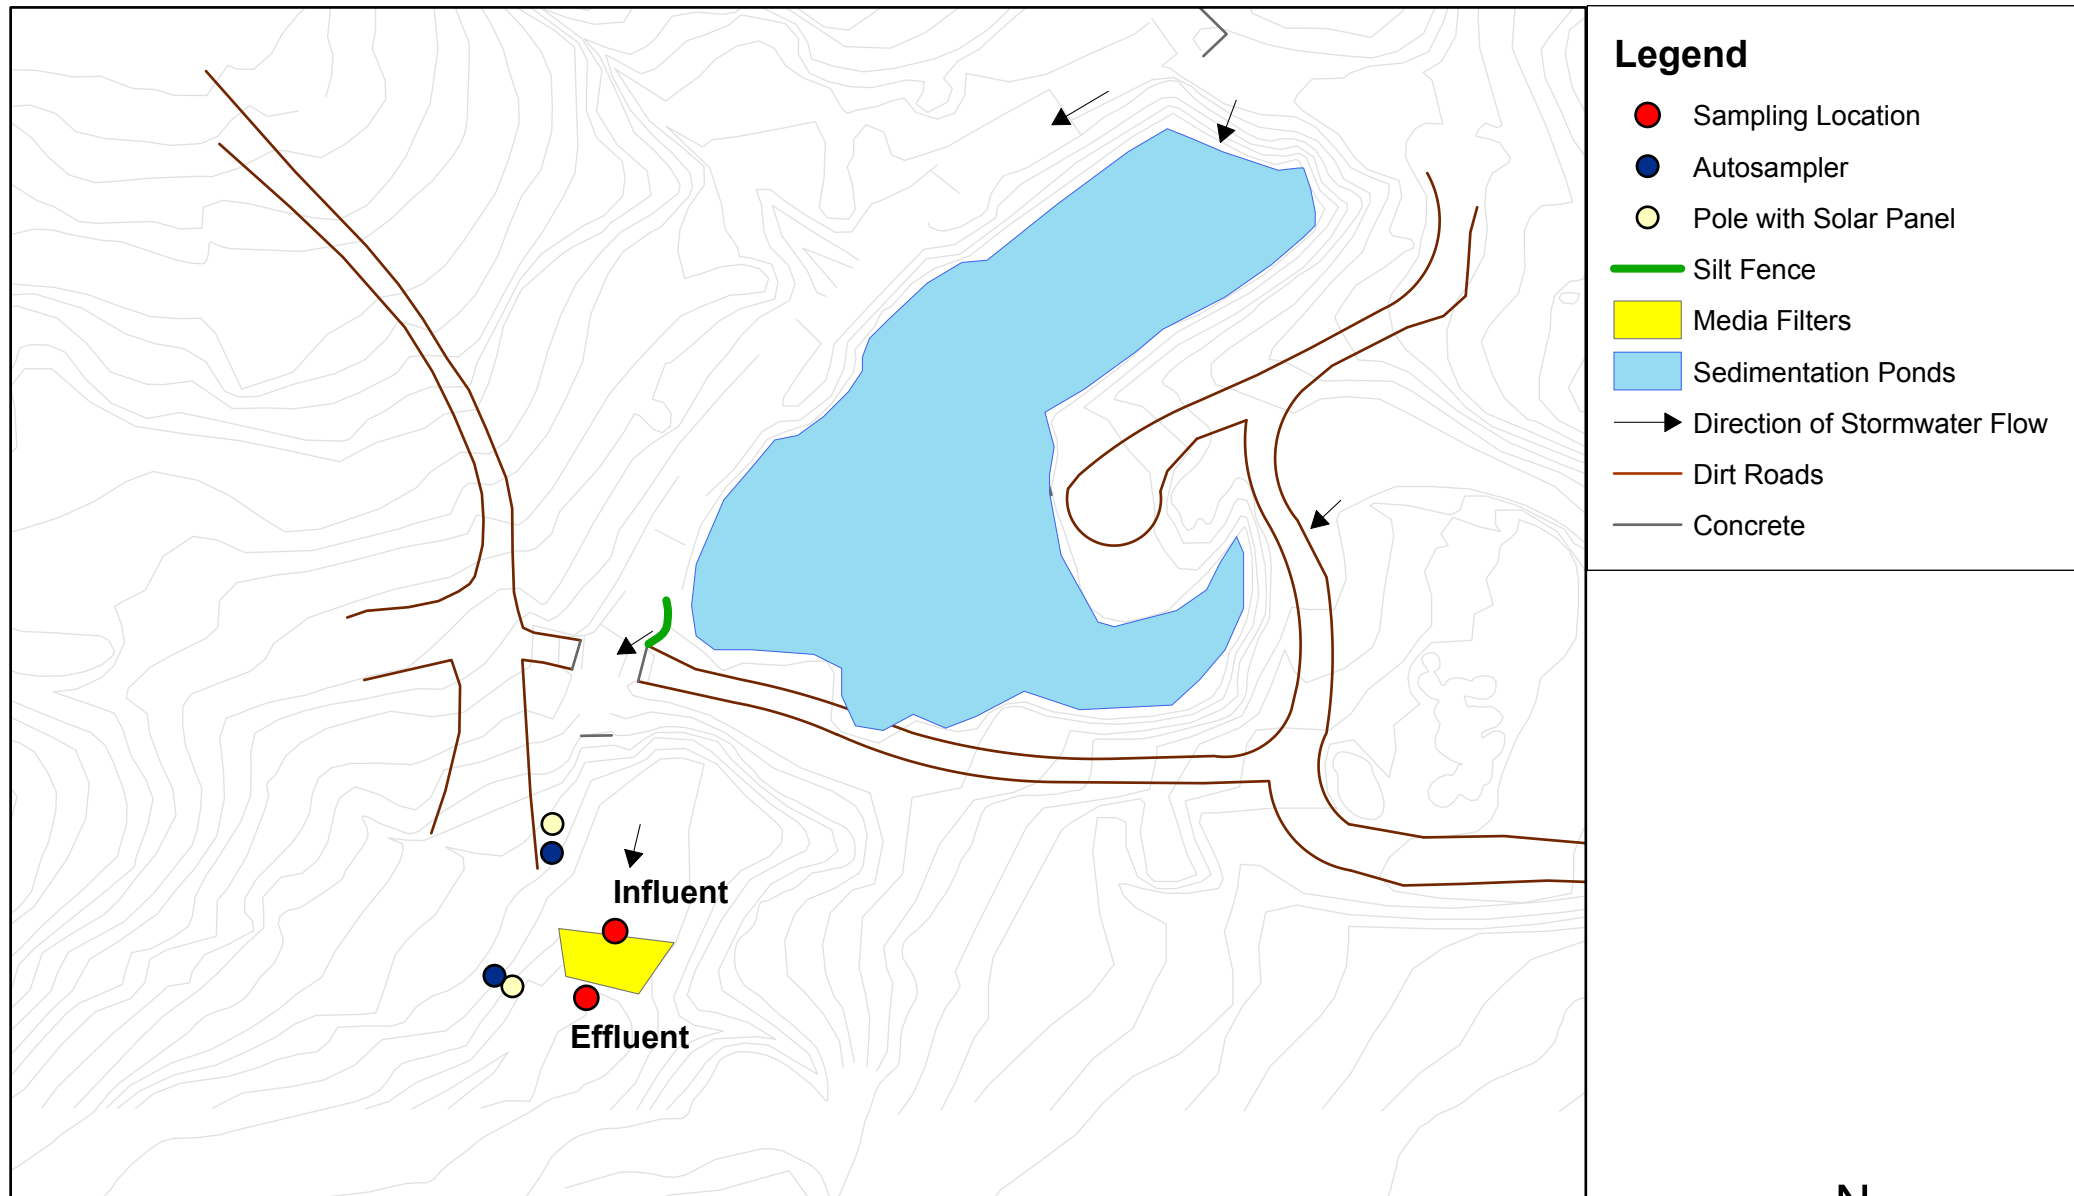 Legend
Sampling Location
Autosampler
Pole with Solar Panel
Silt Fence
Media Filters
Sedimentation Ponds
Direction of Stormwater Flow
Dirt Roads
Concrete
Influent
Effluent
N